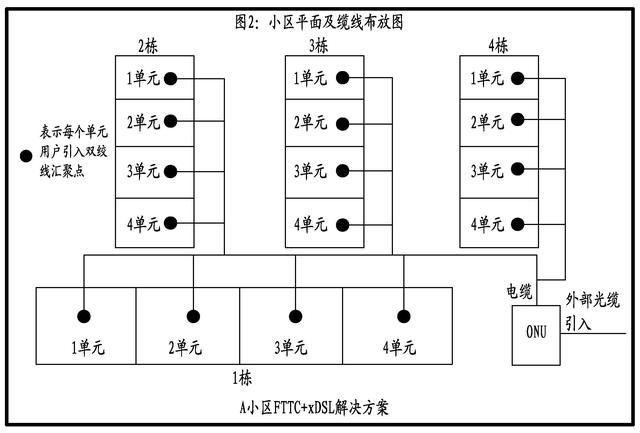 图2：小区平面及缆线布放图
2栋
3栋
4栋
1单元
2单元
3单元
4单元
1单元
2单元
3单元
4单元
1单元
2单元
3单元
4单元
表示每个单元
用户引入双绞
线汇聚点
电缆
外部光缆
引入
ONU
1单元
2单元
3单元
4单元
1栋
A小区FTTC+xDSL解决方案